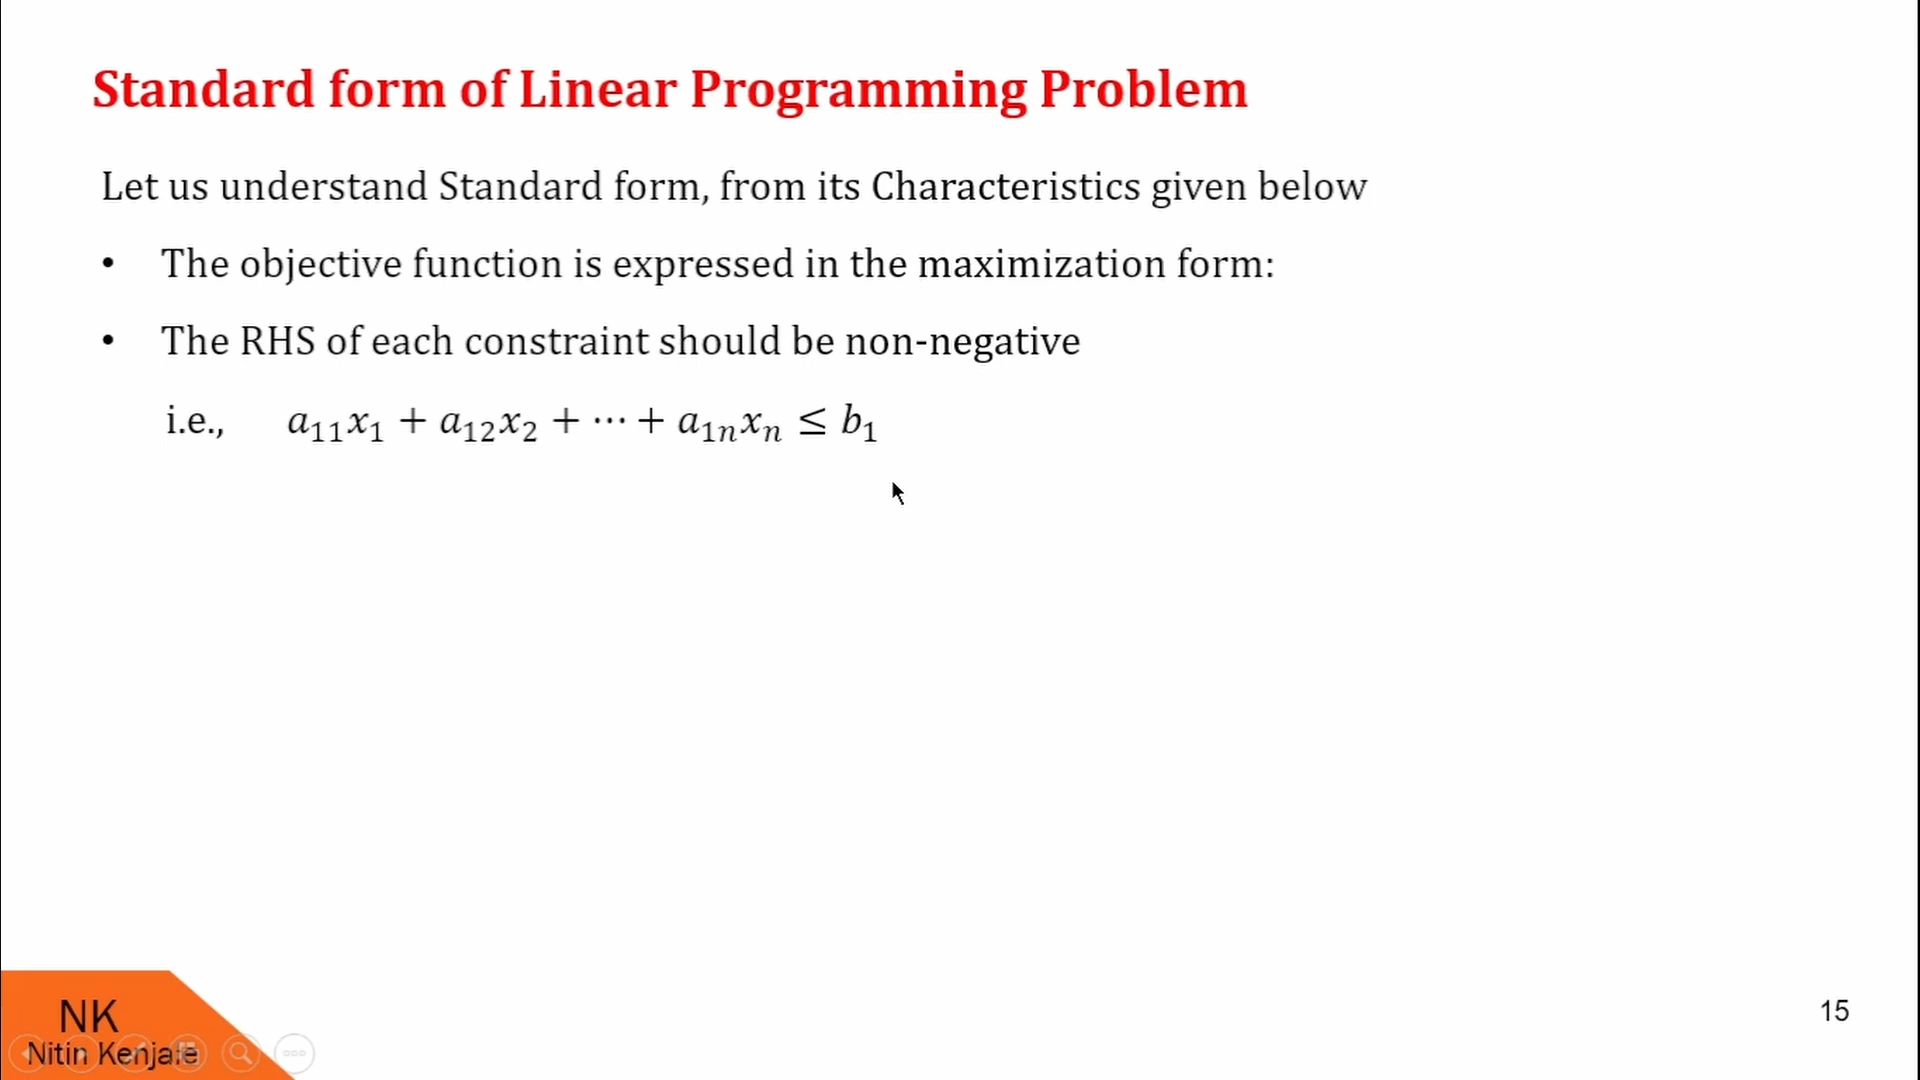 Standard form of Linear Programming Problem
Let us understand Standard form, from its Characteristics given below
• The objective function is expressed in the maximization form:
• The RHS of each constraint should be non-negative
i.e., a₁₁x₁ + a₁₂x₂ + ⋯ + a₁ₙxₙ ≤ b₁
NK
Nitin Kenjale
15